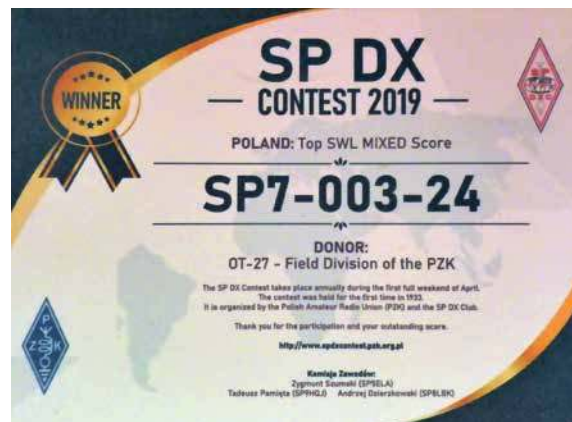 WINNER
SP DX
CONTEST 2019
POLAND: Top SWL MIXED Score
SP7-003-24
DONOR:
OT-27 - Field Division of the PZK
The SP DX Contest takes place annually during the first full weekend of April.
The contest was held for the first time in 1933.
It is organized by the Polish Amateur Radio Union (PZK) and the SP DX Club.
Thank you for the participation and your outstanding score.
http://www.spdxcontest.pzk.org.pl
Komisja Zawodów:
Zygmunt Szumski (SP5ELA)
Tadeusz Pamięta (SP9HQJ) Andrzej Dzierzkowski (SP8LBK)
SP
DX
P
Z K